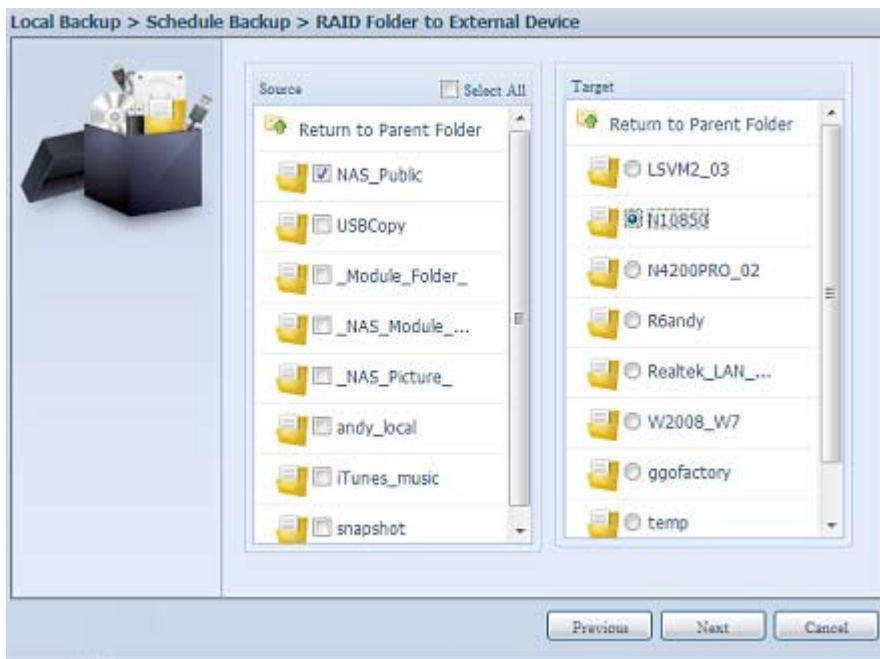 Local Backup > Schedule Backup > RAID Folder to External Device
Source
Select All
Return to Parent Folder
NAS_Public
USBCopy
_Module_Folder_
_NAS_Module_...
_NAS_Picture_
andy_local
iTunes_music
snapshot
Target
Return to Parent Folder
LSVM2_03
N10850
N4200PRO_02
R6andy
Realtek_LAN_...
W2008_W7
ggofactory
temp
Previous
Next
Cancel